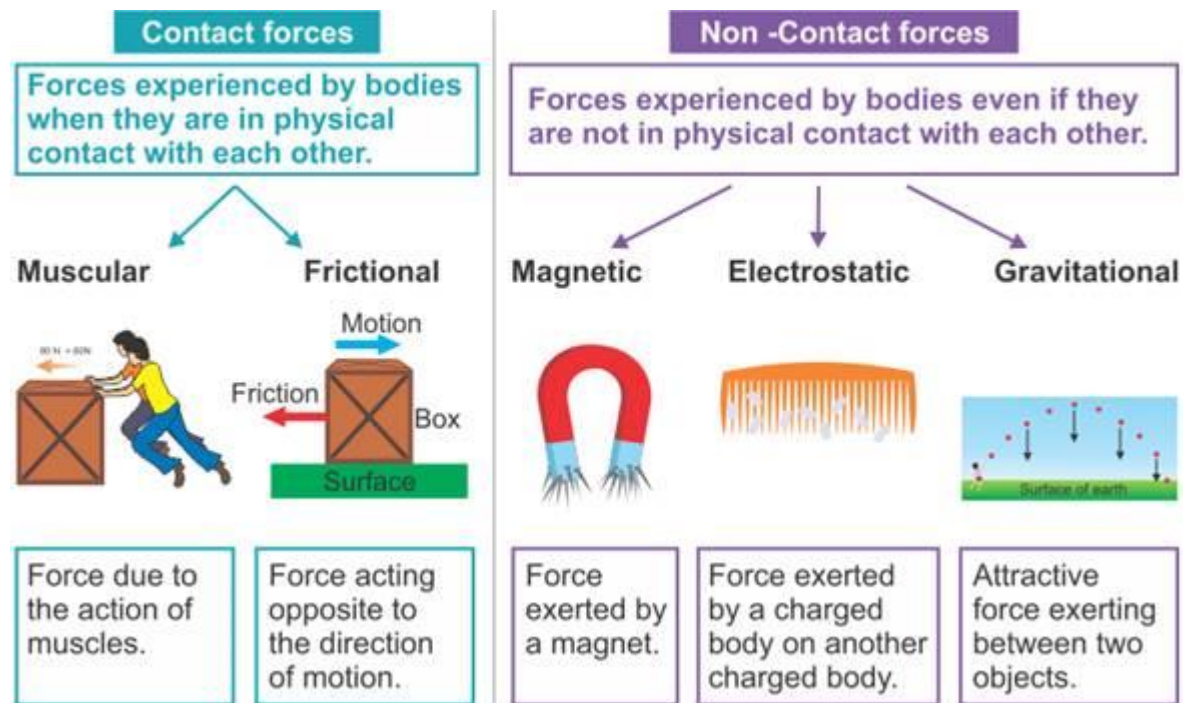 Contact forces
Forces experienced by bodies
when they are in physical
contact with each other.
Muscular
Frictional
Motion
Friction
Box
Surface
Force due to
the action of
muscles.
Force acting
opposite to
the direction
of motion.
Non -Contact forces
Forces experienced by bodies even if they
are not in physical contact with each other.
Magnetic
Electrostatic
Gravitational
Surface of earth
Force
exerted by
a magnet.
Force exerted
by a charged
body on another
charged body.
Attractive
force exerting
between two
objects.